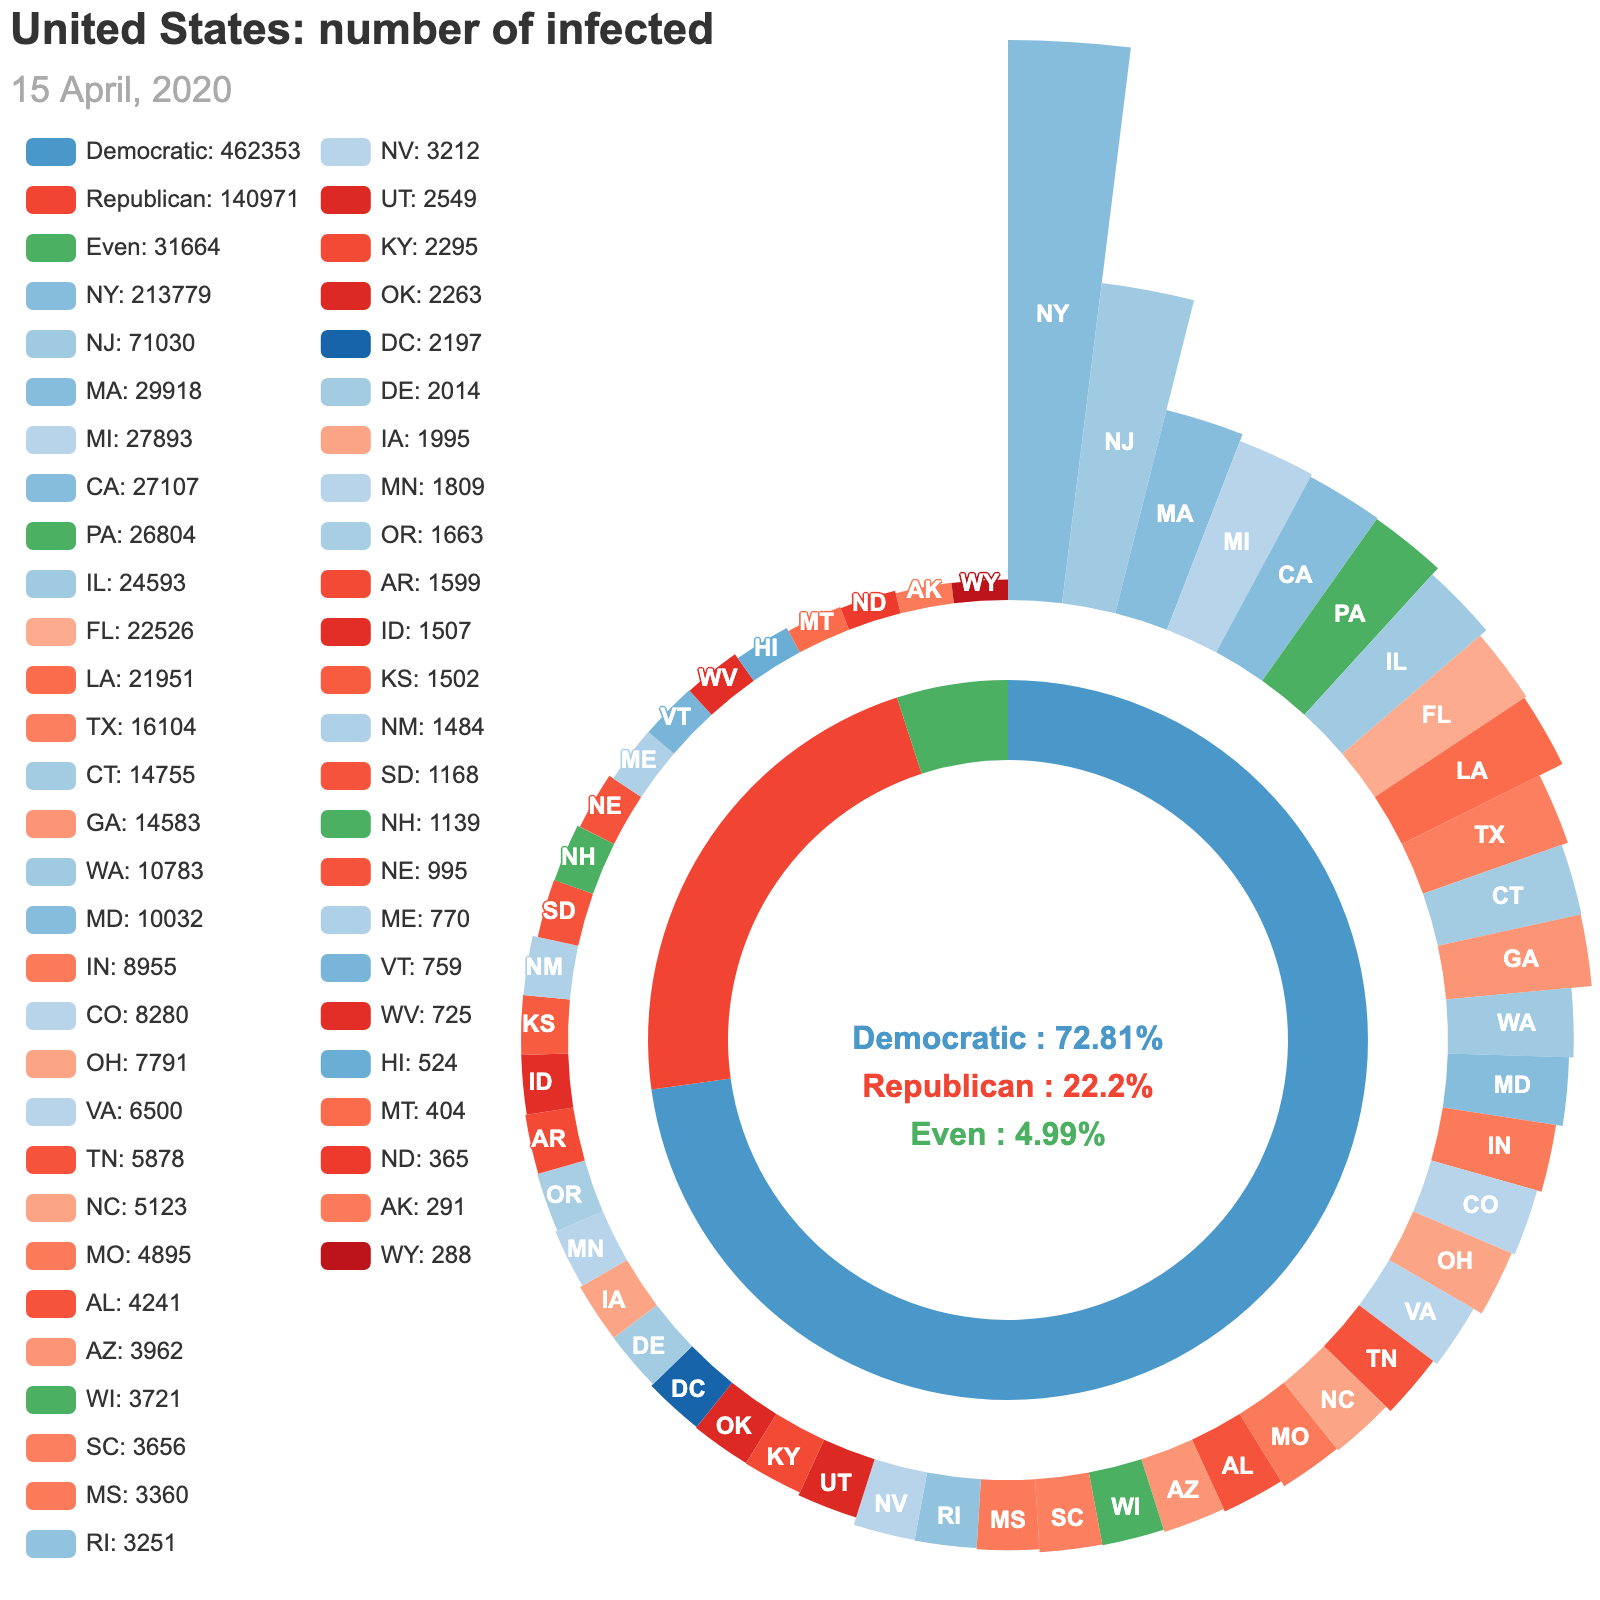 United States: number of infected
15 April, 2020
Democratic: 462353
Republican: 140971
Even: 31664
NY: 213779
NJ: 71030
MA: 29918
MI: 27893
CA: 27107
PA: 26804
IL: 24593
FL: 22526
LA: 21951
TX: 16104
CT: 14755
GA: 14583
WA: 10783
MD: 10032
IN: 8955
CO: 8280
OH: 7791
VA: 6500
TN: 5878
NC: 5123
MO: 4895
AL: 4241
AZ: 3962
WI: 3721
SC: 3656
MS: 3360
RI: 3251
NV: 3212
UT: 2549
KY: 2295
OK: 2263
DC: 2197
DE: 2014
IA: 1995
MN: 1809
OR: 1663
AR: 1599
ID: 1507
KS: 1502
NM: 1484
SD: 1168
NH: 1139
NE: 995
ME: 770
VT: 759
WV: 725
HI: 524
MT: 404
ND: 365
AK: 291
WY: 288
NY
NJ
MA
MI
CA
PA
IL
FL
LA
TX
CT
GA
WA
MD
IN
CO
OH
VA
TN
NC
MO
AL
AZ
WI
SC
MS
RI
NV
UT
KY
OK
DC
DE
IA
MN
OR
AR
ID
KS
NM
SD
NH
NE
ME
VT
WV
HI
MT
ND
AK
WY
Democratic : 72.81%
Republican : 22.2%
Even : 4.99%